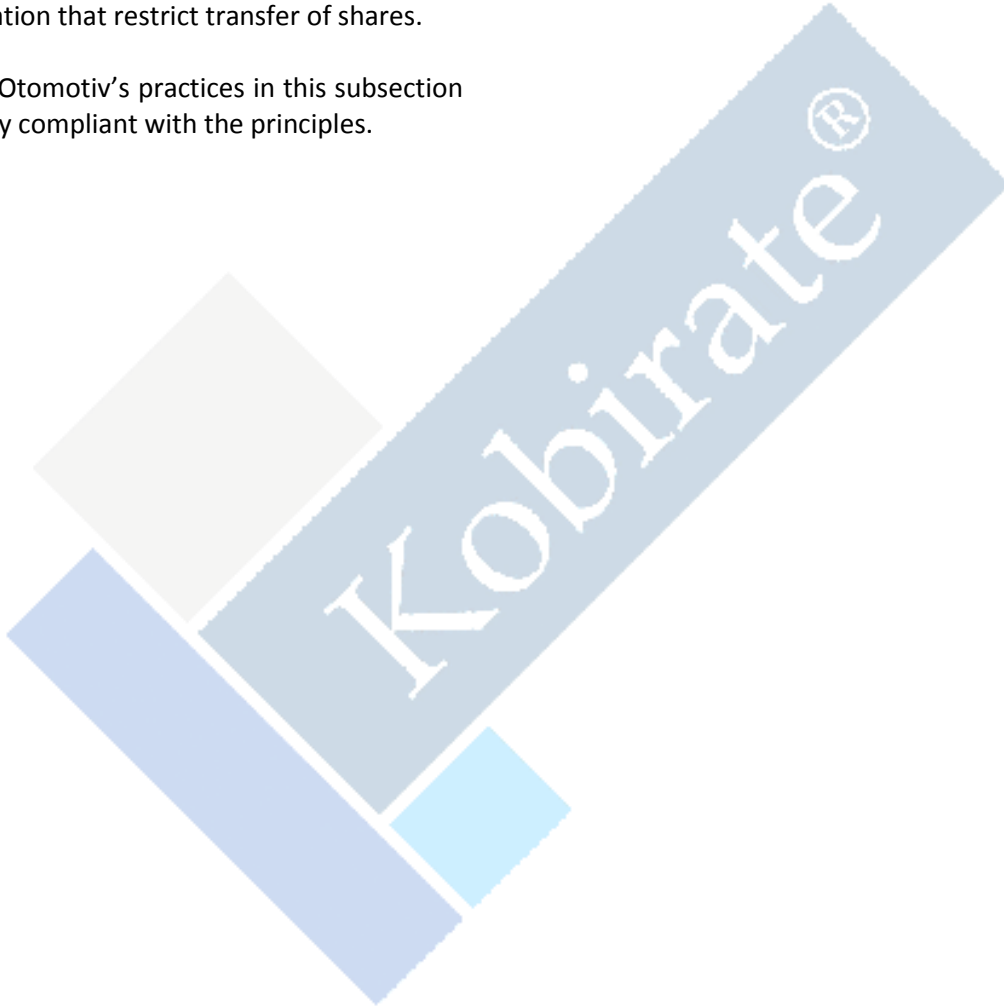 ation that restrict transfer of shares.
Otomotiv's practices in this subsection
y compliant with the principles.
Kobirate®